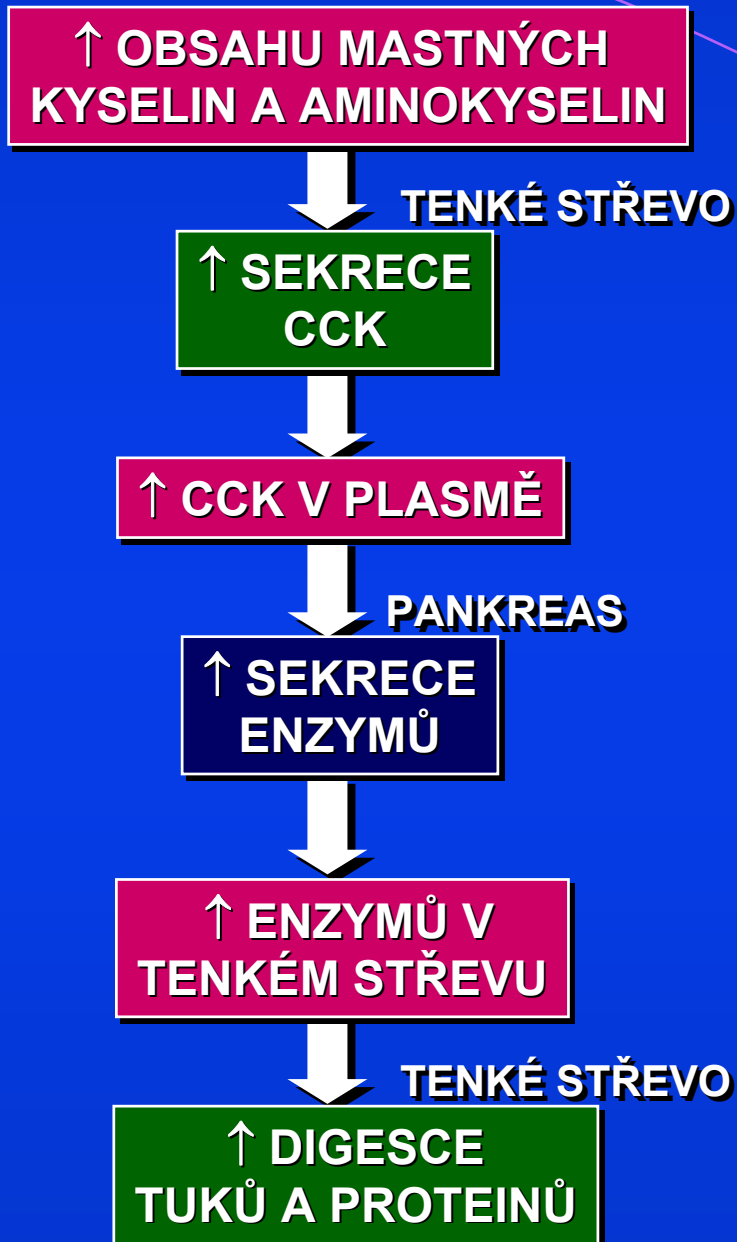 ↑ OBSAHU MASTNÝCH
KYSELIN A AMINOKYSELIN
TENKÉ STŘEVO
↑ SEKRECE
CCK
↑ CCK V PLASMĚ
PANKREAS
↑ SEKRECE
ENZYMŮ
↑ ENZYMŮ V
TENKÉM STŘEVU
TENKÉ STŘEVO
↑ DIGESCE
TUKŮ A PROTEINŮ